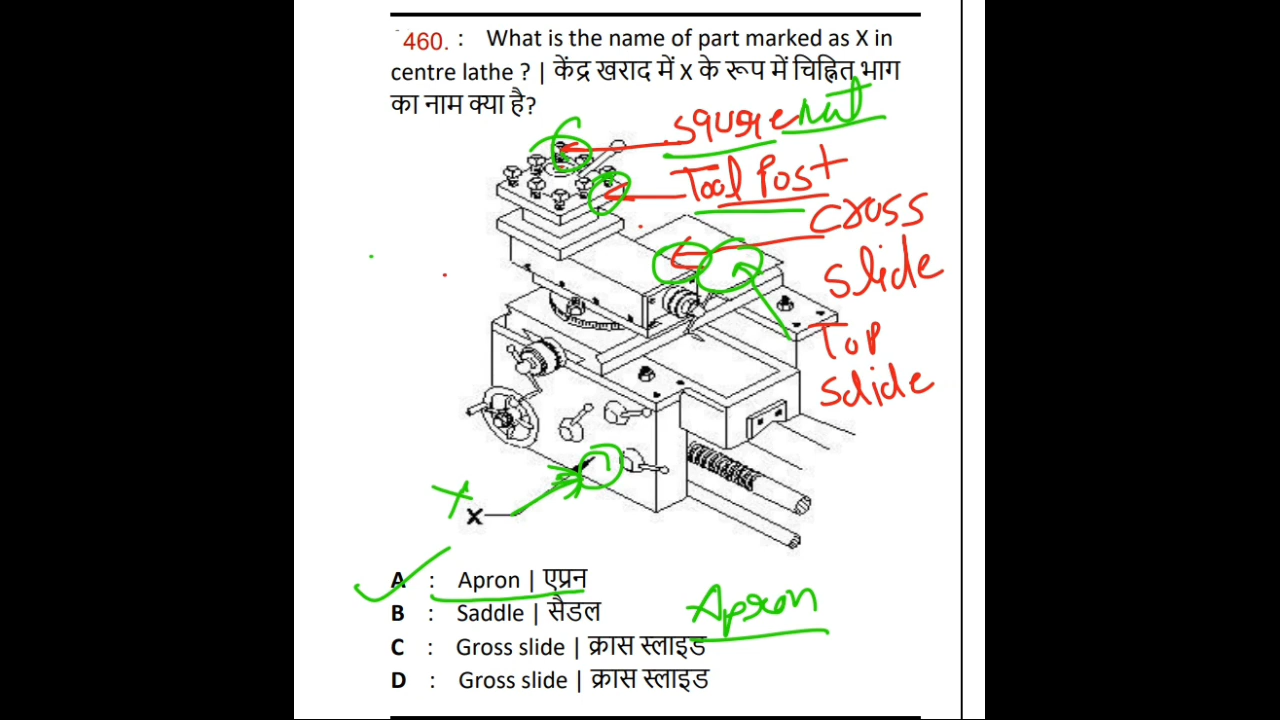 460. : What is the name of part marked as X in
centre lathe ? | केंद्र खराद में X के रूप में चिह्नित भाग
का नाम क्या है?
squre nut
Tool Post
cross
slide
Top
Slide
X
X
A : Apron | एप्रन
B : Saddle | सैडल
Apron
C : Gross slide | क्रास स्लाइड
D : Gross slide | क्रास स्लाइड